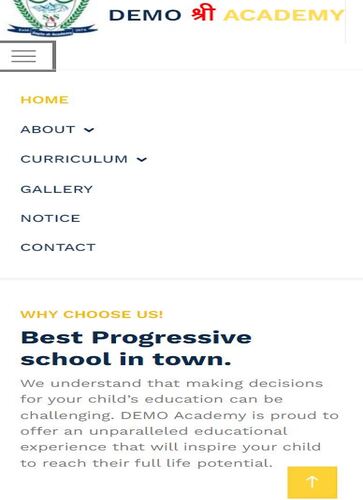 DEMO श्री ACADEMY
HOME
ABOUT
CURRICULUM
GALLERY
NOTICE
CONTACT
WHY CHOOSE US!
Best Progressive
school in town.
We understand that making decisions
for your child's education can be
challenging. DEMO Academy is proud to
offer an unparalleled educational
experience that will inspire your child
to reach their full life potential.